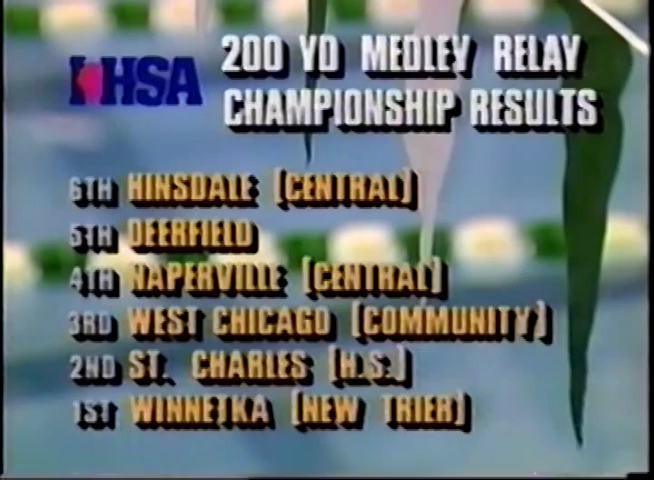 IHSA
200 YD MEDLEY RELAY
CHAMPIONSHIP RESULTS
6TH HINSDALE [CENTRAL]
5TH DEERFIELD
4TH NAPERVILLE [CENTRAL]
3RD WEST CHICAGO [COMMUNITY]
2ND ST. CHARLES [H.S.]
1ST WINNETKA [NEW TRIER]